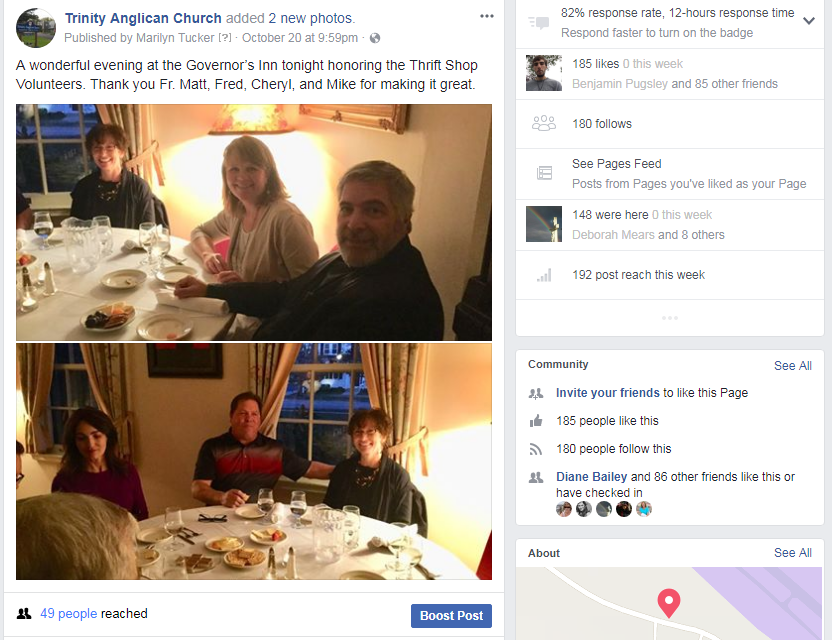 Trinity Anglican Church added 2 new photos.
Published by Marilyn Tucker [?] · October 20 at 9:59pm ·
A wonderful evening at the Governor's Inn tonight honoring the Thrift Shop
Volunteers. Thank you Fr. Matt, Fred, Cheryl, and Mike for making it great.
49 people reached
Boost Post
82% response rate, 12-hours response time
Respond faster to turn on the badge
185 likes 0 this week
Benjamin Pugsley and 85 other friends
180 follows
See Pages Feed
Posts from Pages you've liked as your Page
148 were here 0 this week
Deborah Mears and 8 others
192 post reach this week
Community
See All
Invite your friends to like this Page
185 people like this
180 people follow this
Diane Bailey and 86 other friends like this or
have checked in
About
See All